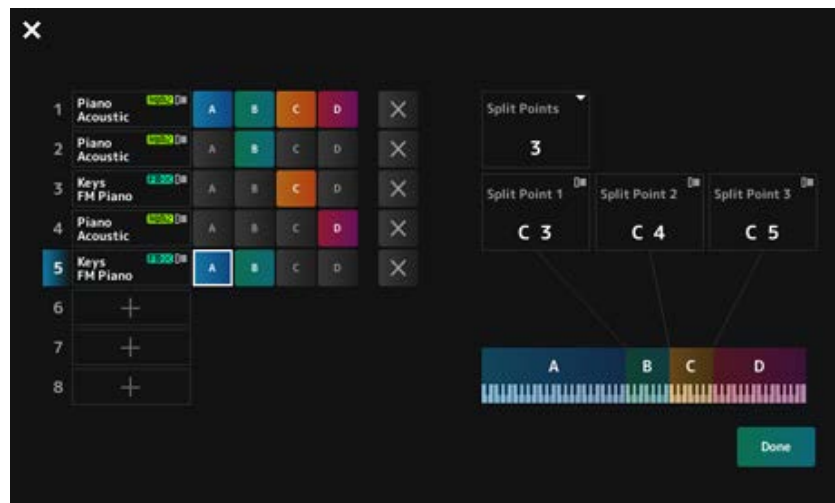 1 Piano Acoustic A B C D
2 Piano Acoustic A B C D
3 Keys FM Piano A B C D
4 Piano Acoustic A B C D
5 Keys FM Piano A B C D
6
7
8
Split Points
3
Split Point 1 Split Point 2 Split Point 3
C 3 C 4 C 5
A B C D
Done